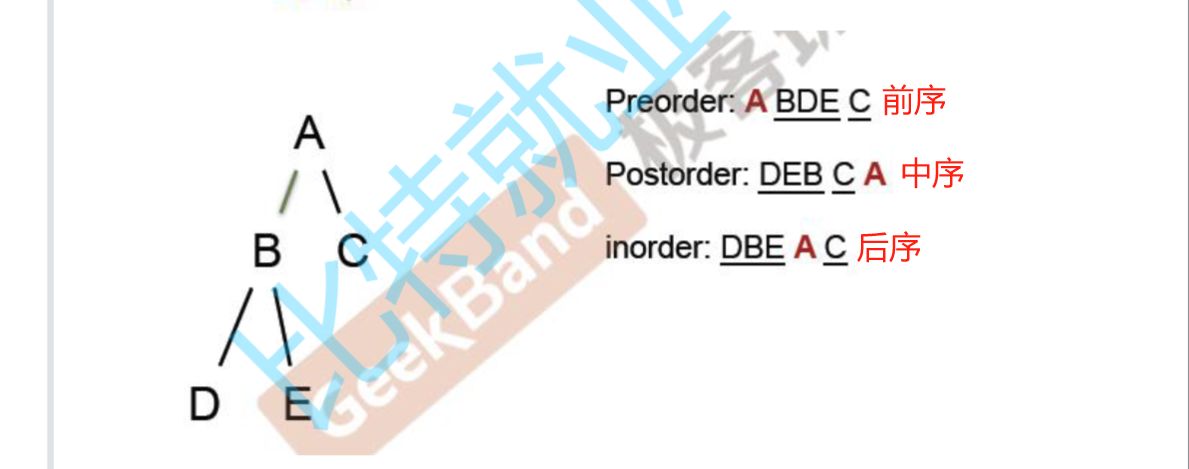 A
B C
D E
Preorder: A BDE C 前序
Postorder: DEB C A 中序
inorder: DBE A C 后序
比特就业
极客班
GeekBand